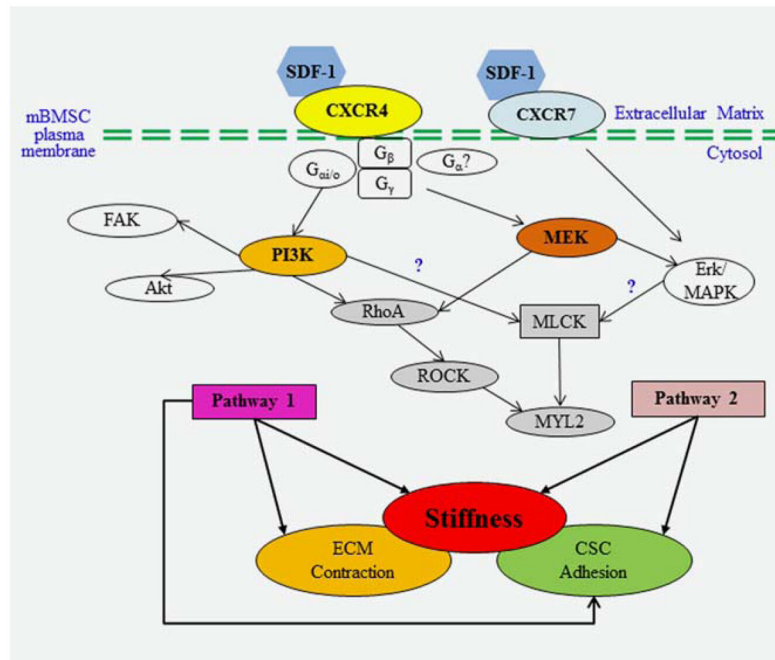 SDF-1
SDF-1
mBMSC
plasma
membrane
CXCR4
CXCR7
Extracellular Matrix
Cytosol
Gαi/o
Gβ
Gγ
Gα?
FAK
PI3K
MEK
Akt
?
?
Erk/
MAPK
RhoA
MLCK
ROCK
MYL2
Pathway 1
Pathway 2
Stiffness
ECM
Contraction
CSC
Adhesion